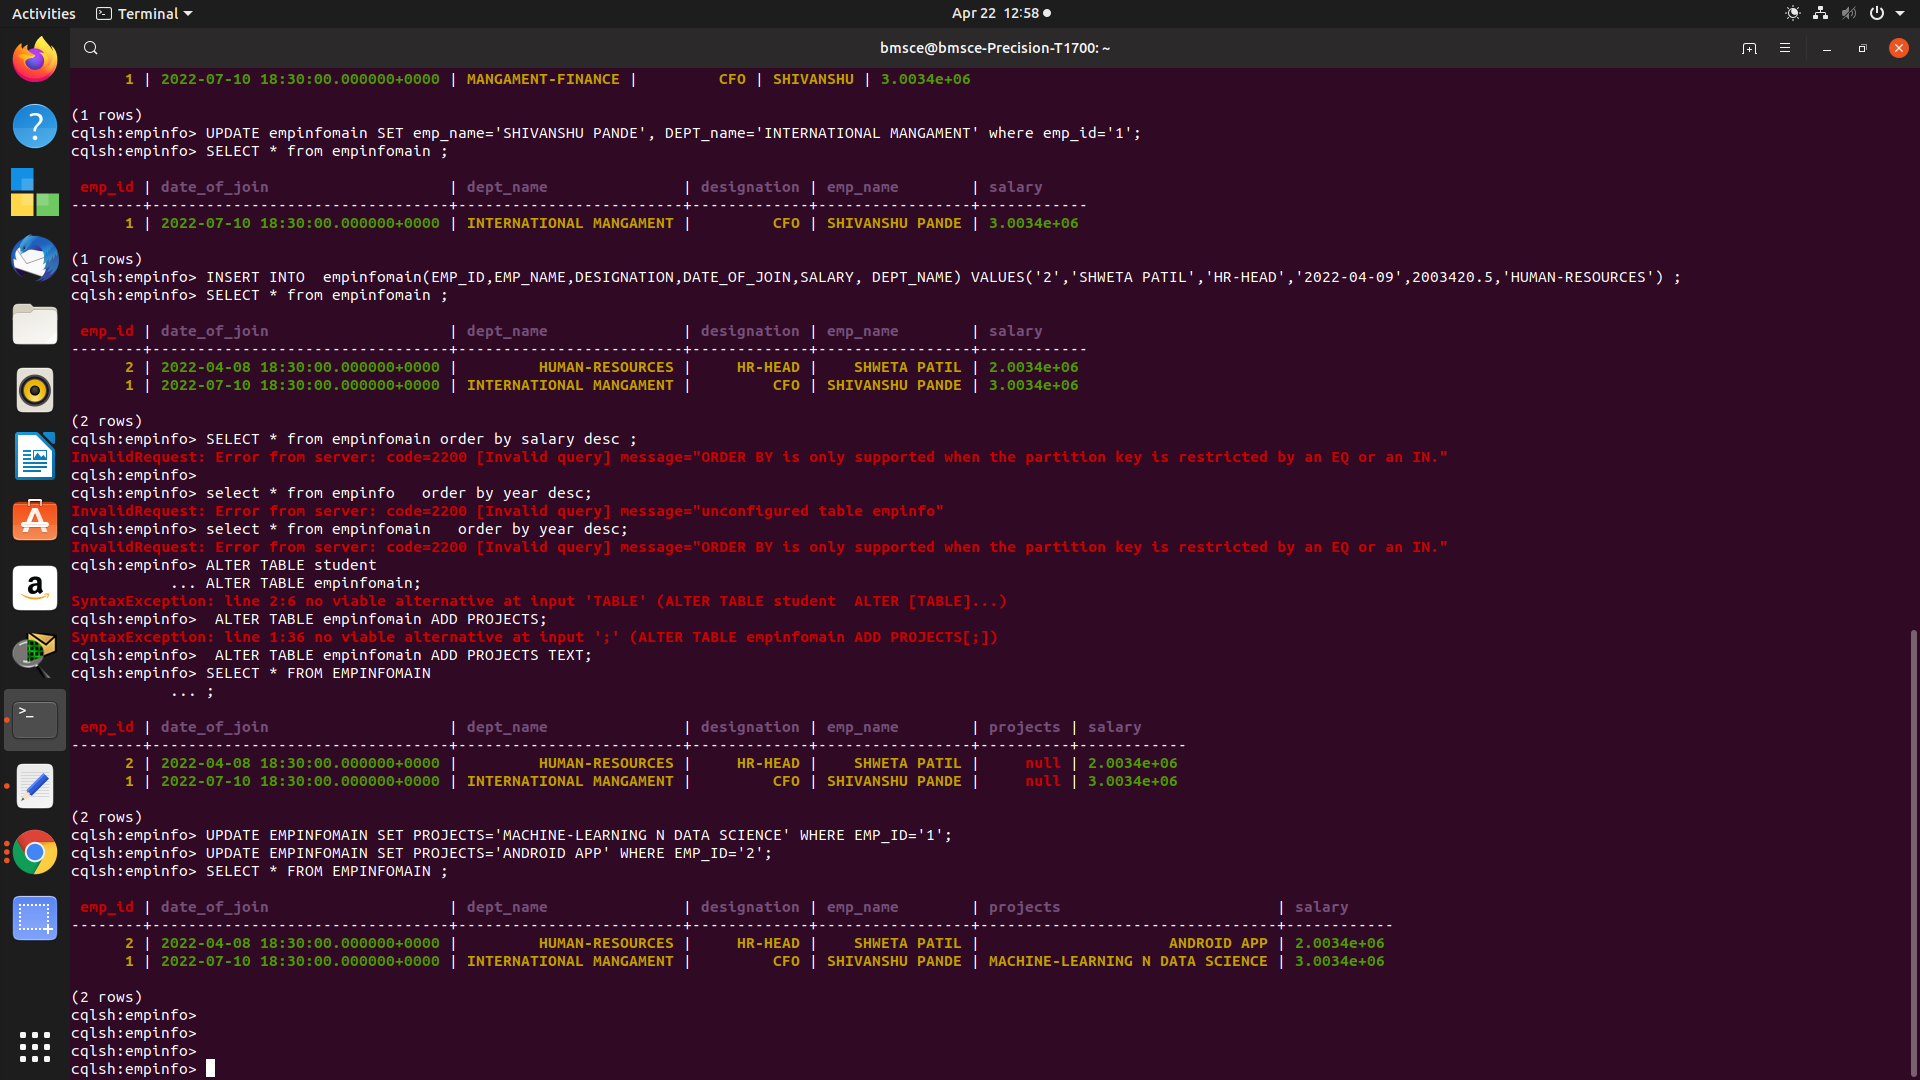 Activities Terminal Apr 22 12:58
bmsce@bmsce-Precision-T1700: ~
1 | 2022-07-10 18:30:00.000000+0000 | MANGAMENT-FINANCE | CFO | SHIVANSHU | 3.0034e+06
(1 rows)
cqlsh:empinfo> UPDATE empinfomain SET emp_name='SHIVANSHU PANDE', DEPT_name='INTERNATIONAL MANGAMENT' where emp_id='1';
cqlsh:empinfo> SELECT * from empinfomain ;
emp_id | date_of_join | dept_name | designation | emp_name | salary
--------+---------------------------------+-------------------------+-------------+-----------------+------------
1 | 2022-07-10 18:30:00.000000+0000 | INTERNATIONAL MANGAMENT | CFO | SHIVANSHU PANDE | 3.0034e+06
(1 rows)
cqlsh:empinfo> INSERT INTO  empinfomain(EMP_ID,EMP_NAME,DESIGNATION,DATE_OF_JOIN,SALARY, DEPT_NAME) VALUES('2','SHWETA PATIL','HR-HEAD','2022-04-09',2003420.5,'HUMAN-RESOURCES') ;
cqlsh:empinfo> SELECT * from empinfomain ;
emp_id | date_of_join | dept_name | designation | emp_name | salary
--------+---------------------------------+-------------------------+-------------+-----------------+------------
2 | 2022-04-08 18:30:00.000000+0000 | HUMAN-RESOURCES | HR-HEAD | SHWETA PATIL | 2.0034e+06
1 | 2022-07-10 18:30:00.000000+0000 | INTERNATIONAL MANGAMENT | CFO | SHIVANSHU PANDE | 3.0034e+06
(2 rows)
cqlsh:empinfo> SELECT * from empinfomain order by salary desc ;
InvalidRequest: Error from server: code=2200 [Invalid query] message="ORDER BY is only supported when the partition key is restricted by an EQ or an IN."
cqlsh:empinfo>
cqlsh:empinfo> select * from empinfo   order by year desc;
InvalidRequest: Error from server: code=2200 [Invalid query] message="unconfigured table empinfo"
cqlsh:empinfo> select * from empinfomain   order by year desc;
InvalidRequest: Error from server: code=2200 [Invalid query] message="ORDER BY is only supported when the partition key is restricted by an EQ or an IN."
cqlsh:empinfo> ALTER TABLE student
... ALTER TABLE empinfomain;
SyntaxException: line 2:6 no viable alternative at input 'TABLE' (ALTER TABLE student  ALTER [TABLE]...)
cqlsh:empinfo>  ALTER TABLE empinfomain ADD PROJECTS;
SyntaxException: line 1:36 no viable alternative at input ';' (ALTER TABLE empinfomain ADD PROJECTS[;])
cqlsh:empinfo>  ALTER TABLE empinfomain ADD PROJECTS TEXT;
cqlsh:empinfo> SELECT * FROM EMPINFOMAIN
... ;
emp_id | date_of_join | dept_name | designation | emp_name | projects | salary
--------+---------------------------------+-------------------------+-------------+-----------------+----------+------------
2 | 2022-04-08 18:30:00.000000+0000 | HUMAN-RESOURCES | HR-HEAD | SHWETA PATIL | null | 2.0034e+06
1 | 2022-07-10 18:30:00.000000+0000 | INTERNATIONAL MANGAMENT | CFO | SHIVANSHU PANDE | null | 3.0034e+06
(2 rows)
cqlsh:empinfo> UPDATE EMPINFOMAIN SET PROJECTS='MACHINE-LEARNING N DATA SCIENCE' WHERE EMP_ID='1';
cqlsh:empinfo> UPDATE EMPINFOMAIN SET PROJECTS='ANDROID APP' WHERE EMP_ID='2';
cqlsh:empinfo> SELECT * FROM EMPINFOMAIN ;
emp_id | date_of_join | dept_name | designation | emp_name | projects | salary
--------+---------------------------------+-------------------------+-------------+-----------------+---------------------------------+------------
2 | 2022-04-08 18:30:00.000000+0000 | HUMAN-RESOURCES | HR-HEAD | SHWETA PATIL | ANDROID APP | 2.0034e+06
1 | 2022-07-10 18:30:00.000000+0000 | INTERNATIONAL MANGAMENT | CFO | SHIVANSHU PANDE | MACHINE-LEARNING N DATA SCIENCE | 3.0034e+06
(2 rows)
cqlsh:empinfo>
cqlsh:empinfo>
cqlsh:empinfo>
cqlsh:empinfo>